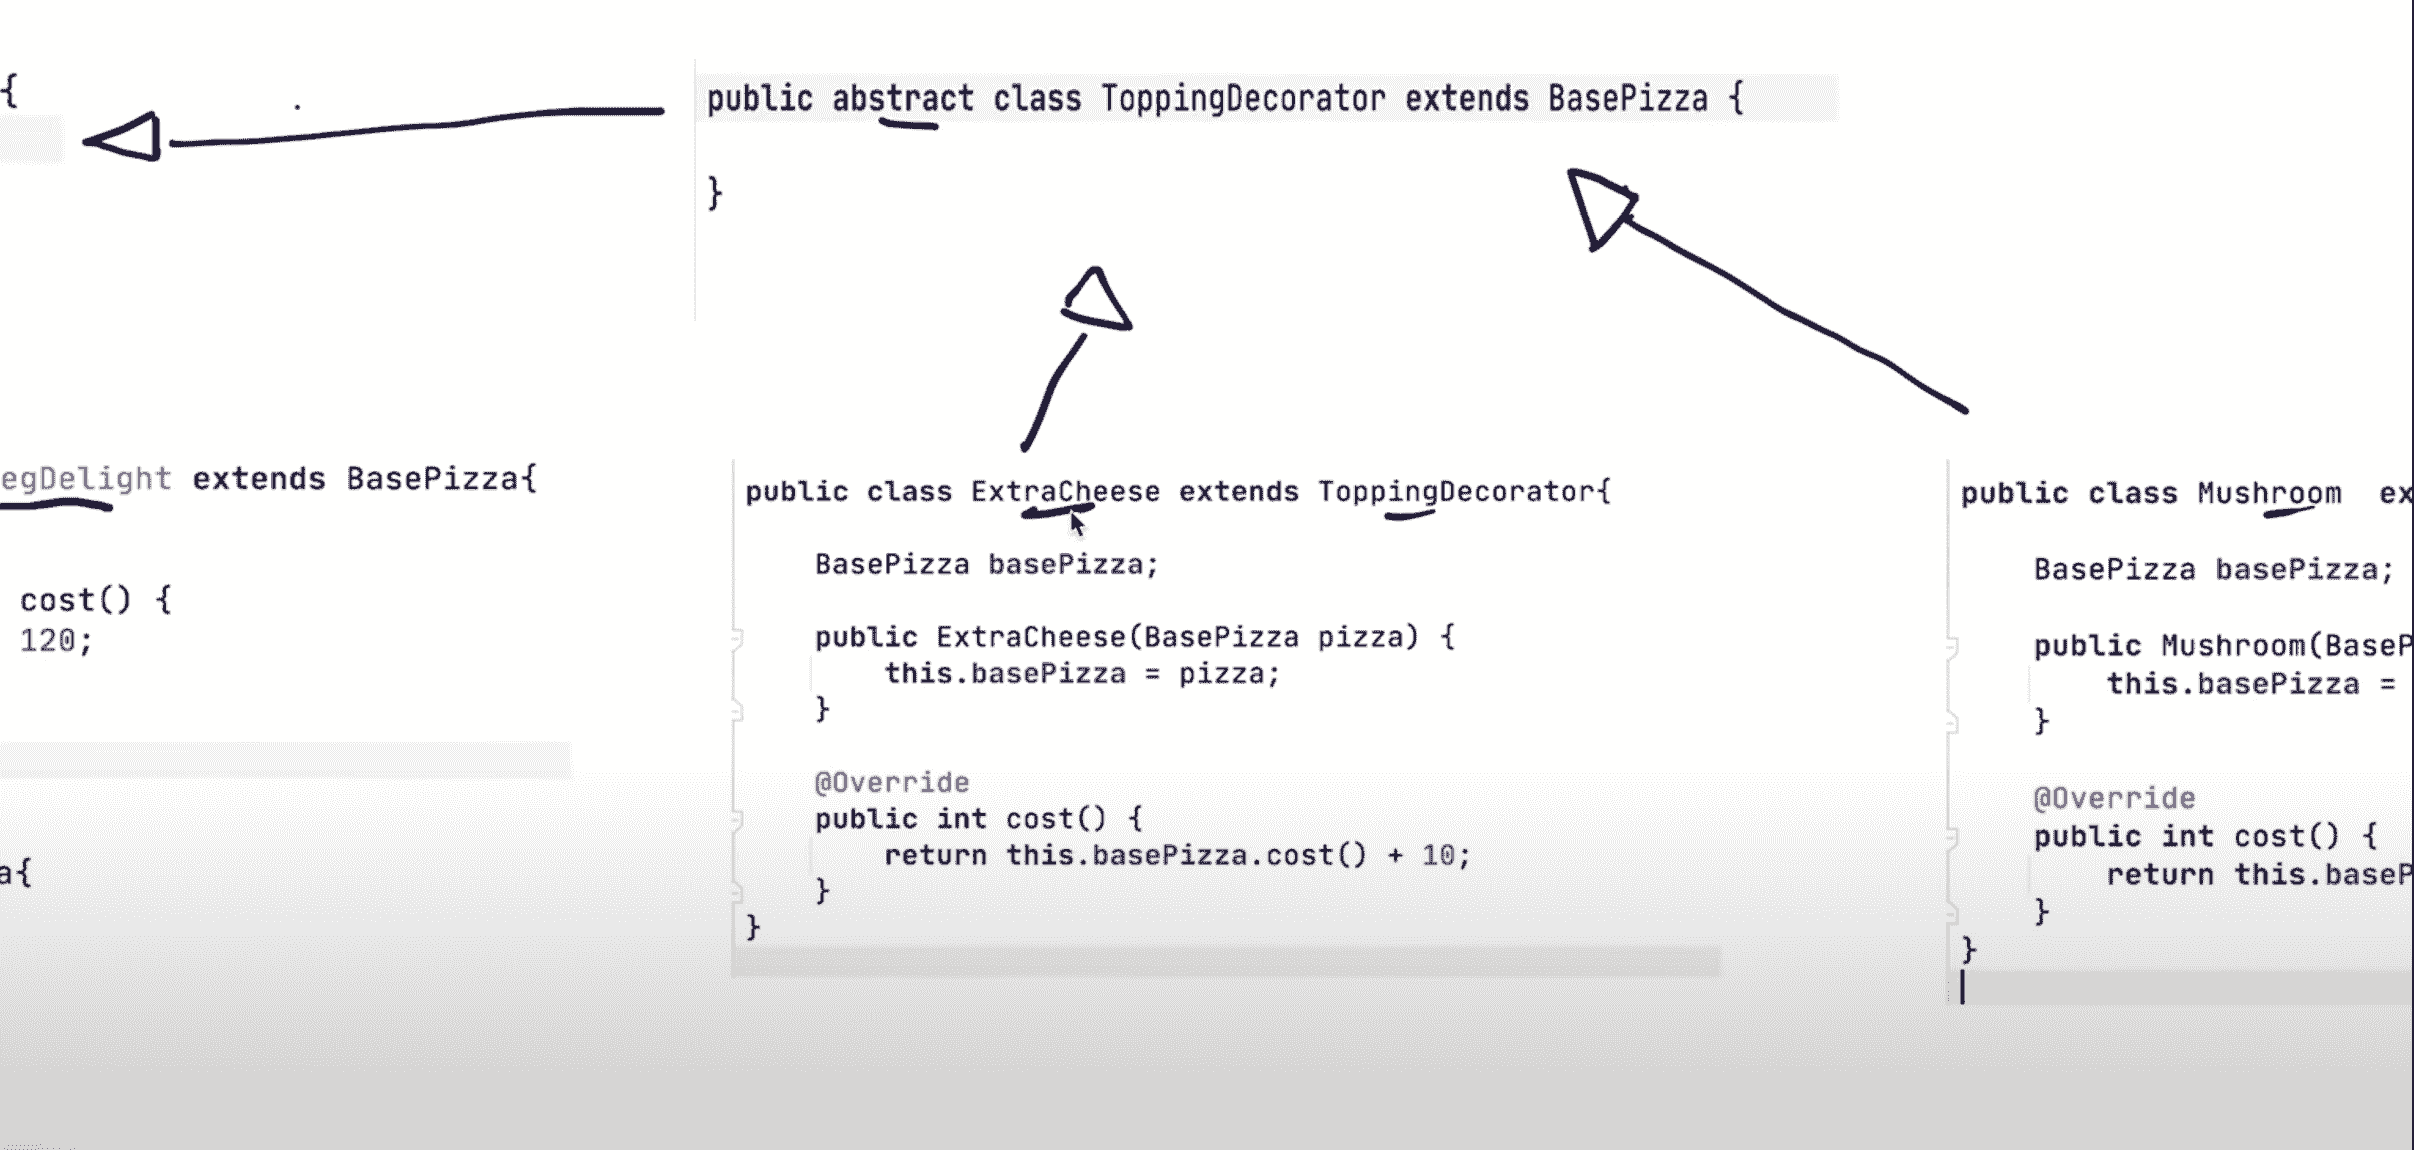 {
public abstract class ToppingDecorator extends BasePizza {
}
egDelight extends BasePizza{
cost() {
120;
a{
public class ExtraCheese extends ToppingDecorator{
BasePizza basePizza;
public ExtraCheese(BasePizza pizza) {
this.basePizza = pizza;
}
@Override
public int cost() {
return this.basePizza.cost() + 10;
}
}
public class Mushroom ex
BasePizza basePizza;
public Mushroom(BaseP
this.basePizza =
}
@Override
public int cost() {
return this.baseP
}
}